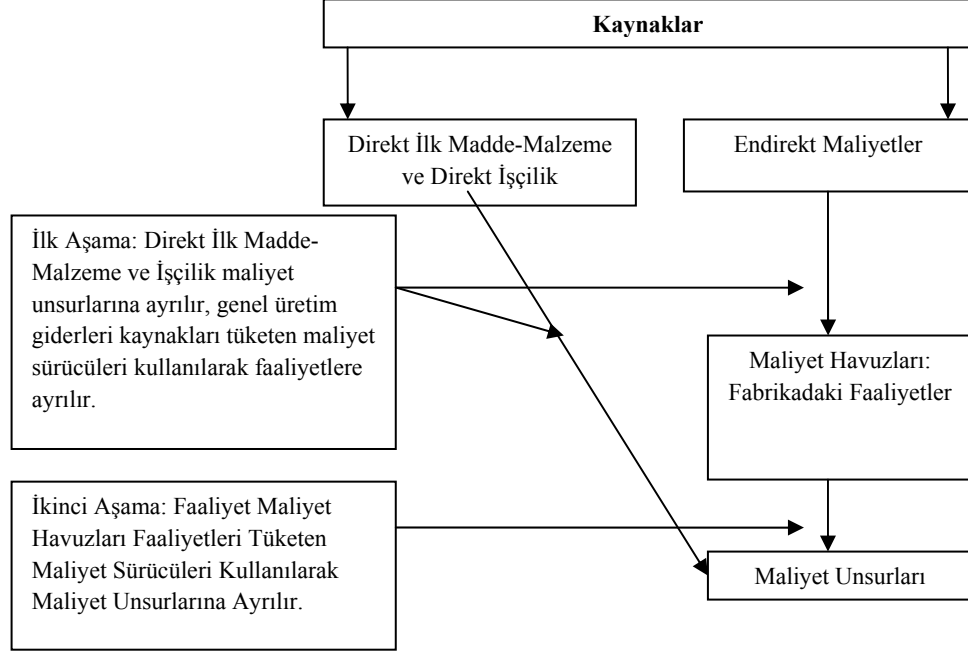 Kaynaklar
Direkt İlk Madde-Malzeme
ve Direkt İşçilik
Endirekt Maliyetler
İlk Aşama: Direkt İlk Madde-
Malzeme ve İşçilik maliyet
unsurlarına ayrılır, genel üretim
giderleri kaynakları tüketen maliyet
sürücüleri kullanılarak faaliyetlere
ayrılır.
Maliyet Havuzları:
Fabrikadaki Faaliyetler
İkinci Aşama: Faaliyet Maliyet
Havuzları Faaliyetleri Tüketen
Maliyet Sürücüleri Kullanılarak
Maliyet Unsurlarına Ayrılır.
Maliyet Unsurları